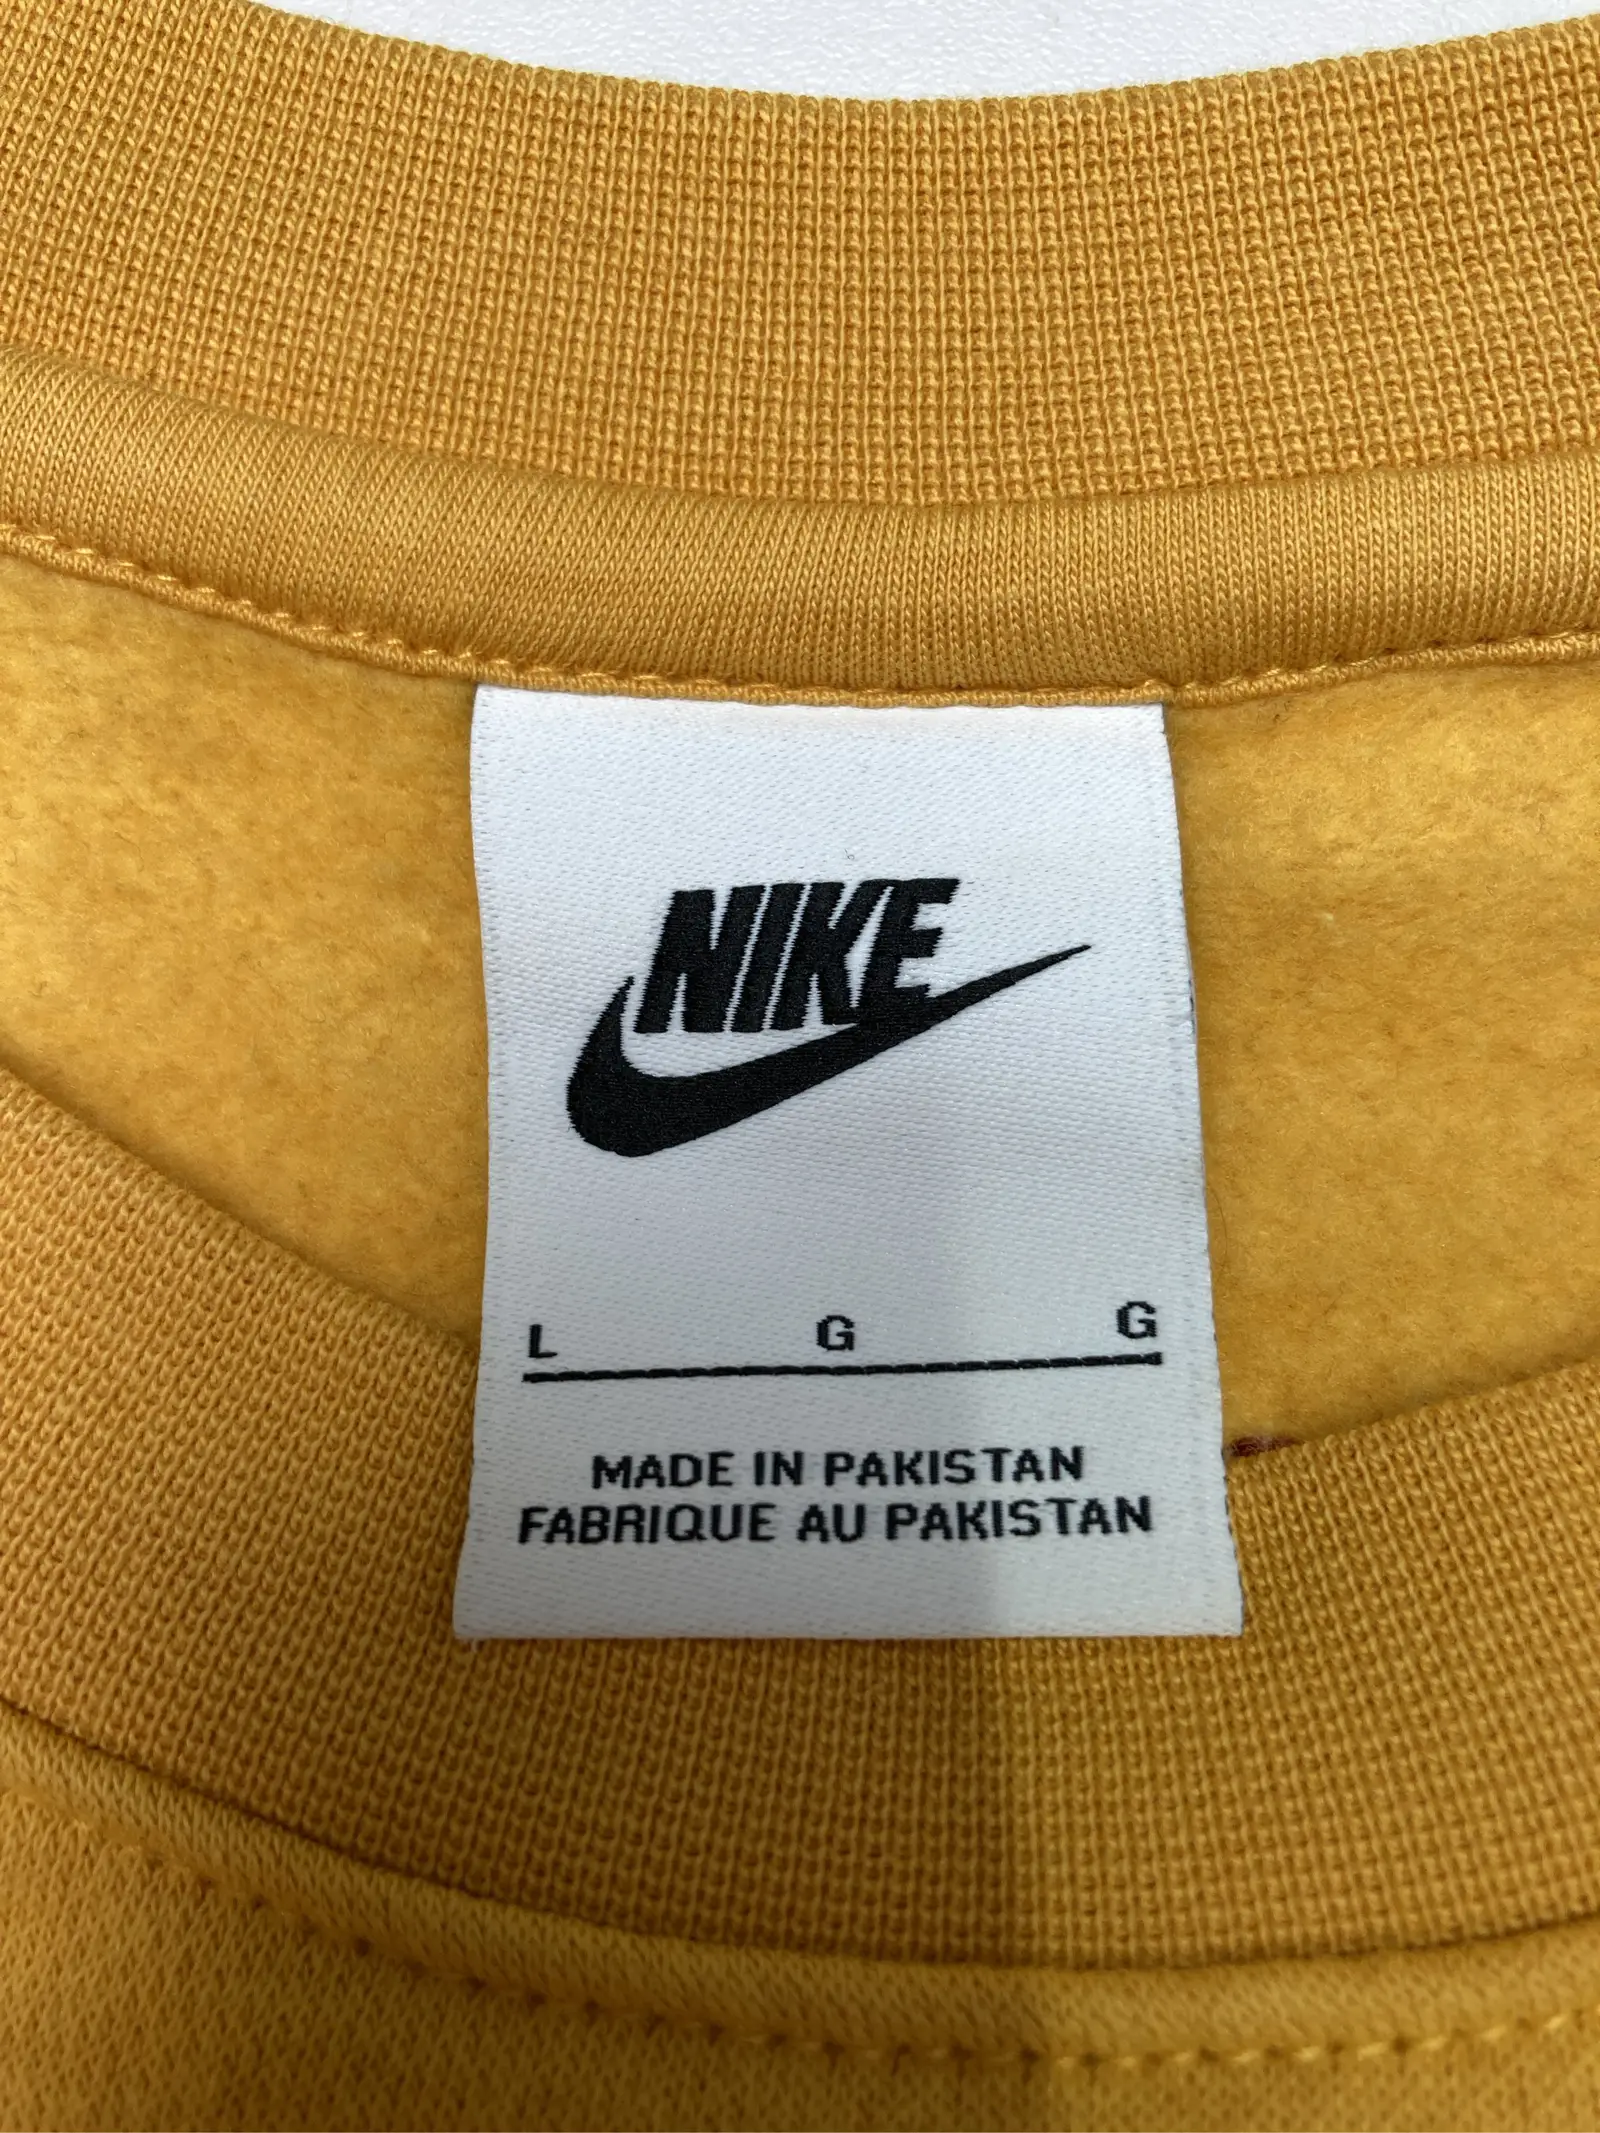 NIKE
L G G
MADE IN PAKISTAN
FABRIQUE AU PAKISTAN